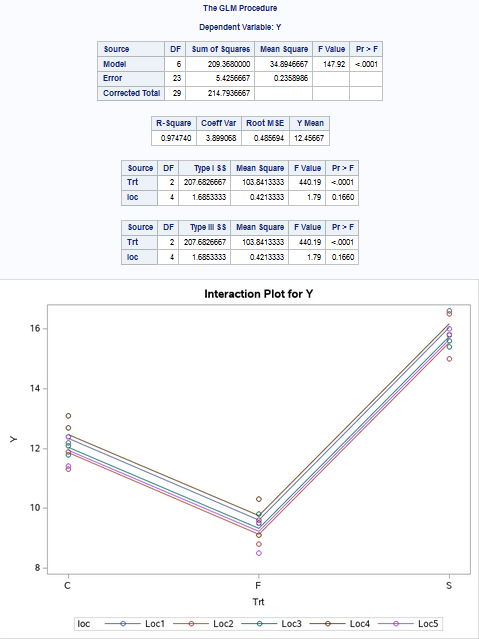 The GLM Procedure
Dependent Variable: Y
Source DF Sum of Squares Mean Square F Value Pr > F
Model 6 209.3680000 34.8946667 147.92 <.0001
Error 23 5.4256667 0.2358986
Corrected Total 29 214.7936667
R-Square Coeff Var Root MSE Y Mean
0.974740 3.899068 0.485694 12.45667
Source DF Type I SS Mean Square F Value Pr > F
Trt 2 207.6826667 103.8413333 440.19 <.0001
loc 4 1.6853333 0.4213333 1.79 0.1660
Source DF Type III SS Mean Square F Value Pr > F
Trt 2 207.6826667 103.8413333 440.19 <.0001
loc 4 1.6853333 0.4213333 1.79 0.1660
Interaction Plot for Y
16
14
12
10
8
Y
C F S
Trt
loc Loc1 Loc2 Loc3 Loc4 Loc5